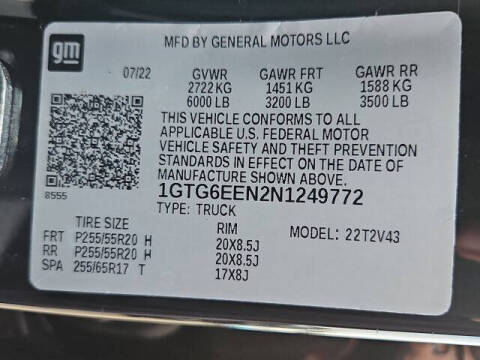 gm
MFD BY GENERAL MOTORS LLC
07/22 GVWR GAWR FRT GAWR RR
2722 KG 1451 KG 1588 KG
6000 LB 3200 LB 3500 LB
THIS VEHICLE CONFORMS TO ALL
APPLICABLE U.S. FEDERAL MOTOR
VEHICLE SAFETY AND THEFT PREVENTION
STANDARDS IN EFFECT ON THE DATE OF
MANUFACTURE SHOWN ABOVE.
8555
1GTG6EEN2N1249772
TYPE: TRUCK
TIRE SIZE RIM MODEL: 22T2V43
FRT P255/55R20 H 20X8.5J
RR P255/55R20 H 20X8.5J
SPA 255/65R17 T 17X8J